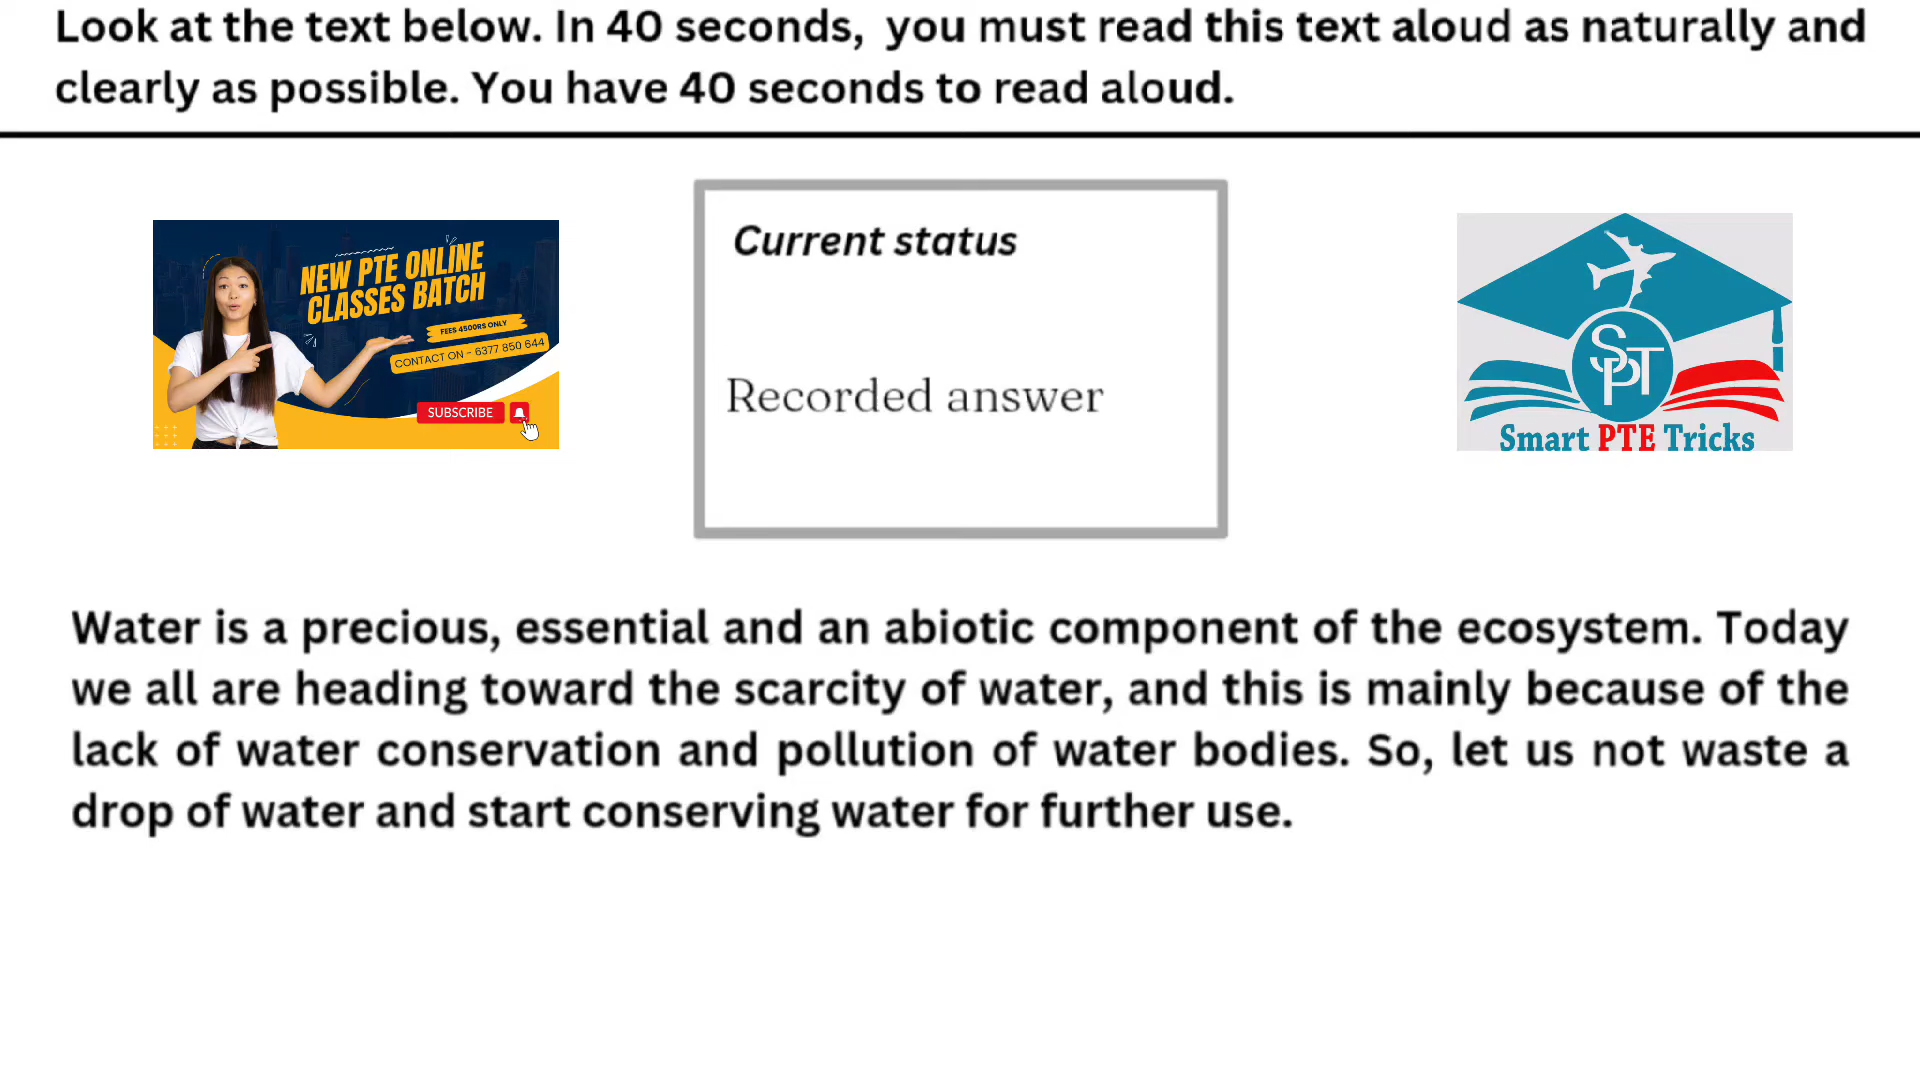 Look at the text below. In 40 seconds, you must read this text aloud as naturally and
clearly as possible. You have 40 seconds to read aloud.
NEW PTE ONLINE
CLASSES BATCH
FEES 4500RS ONLY
CONTACT ON - 6377 850 644
SUBSCRIBE
Current status
Recorded answer
SPT
Smart PTE Tricks
Water is a precious, essential and an abiotic component of the ecosystem. Today
we all are heading toward the scarcity of water, and this is mainly because of the
lack of water conservation and pollution of water bodies. So, let us not waste a
drop of water and start conserving water for further use.